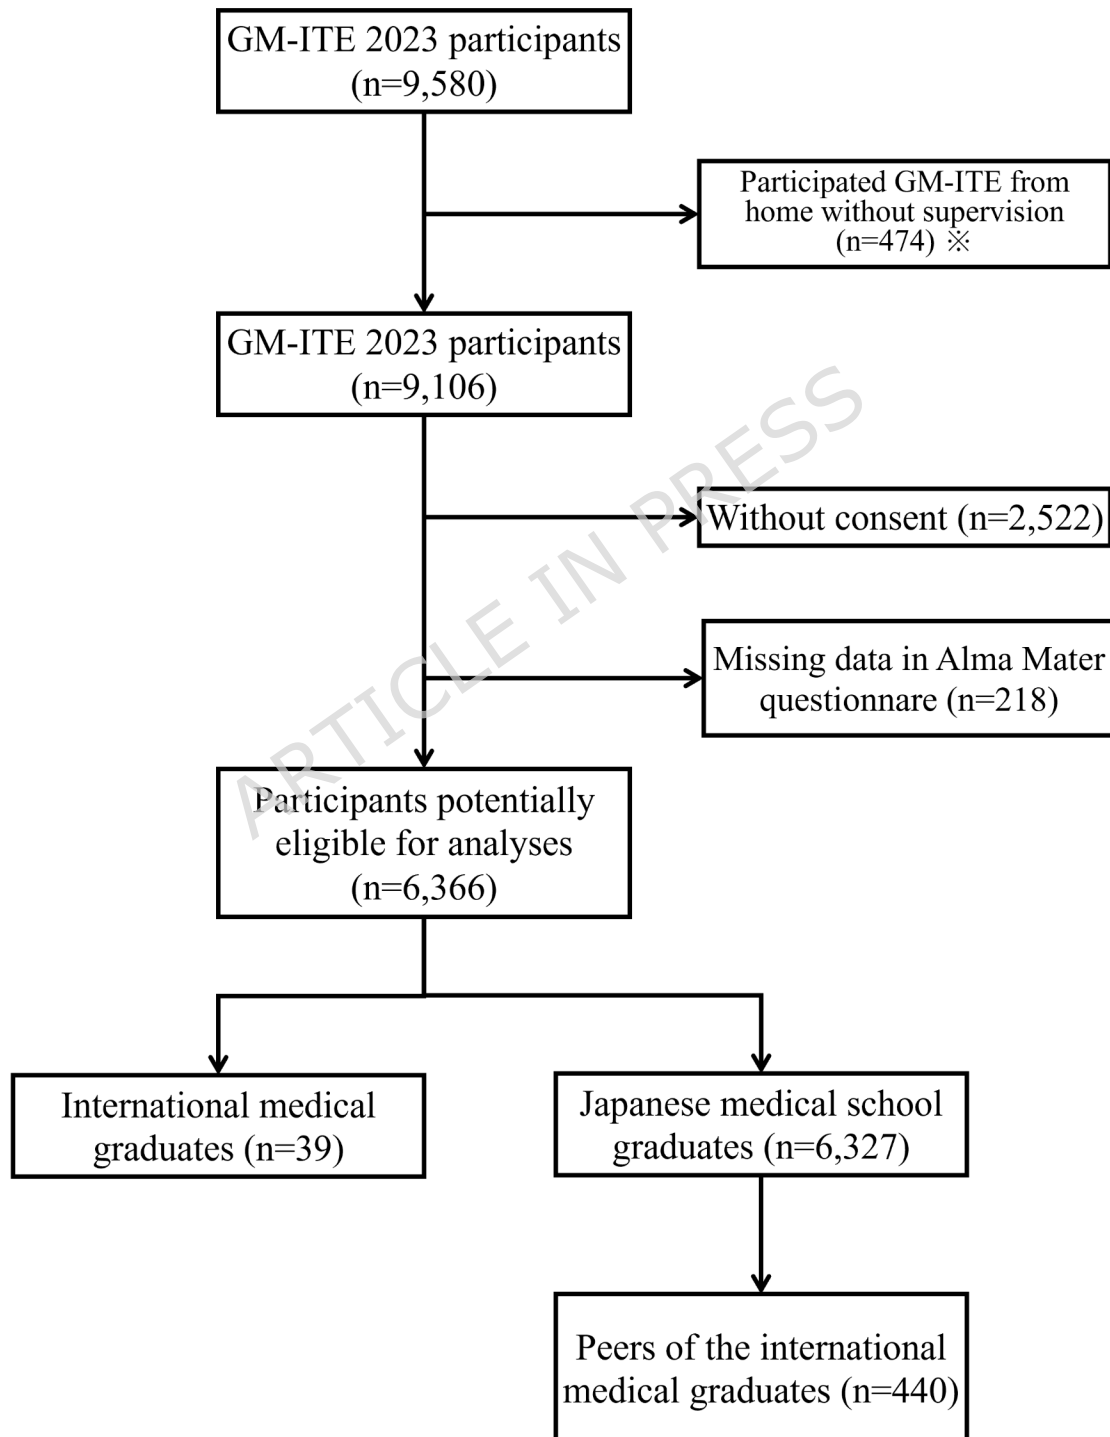 GM-ITE 2023 participants
(n=9,580)
Participated GM-ITE from
home without supervision
(n=474) ※
GM-ITE 2023 participants
(n=9,106)
Without consent (n=2,522)
Missing data in Alma Mater
questionnare (n=218)
ARTICLE IN PRESS
Participants potentially
eligible for analyses
(n=6,366)
International medical
graduates (n=39)
Japanese medical school
graduates (n=6,327)
Peers of the international
medical graduates (n=440)